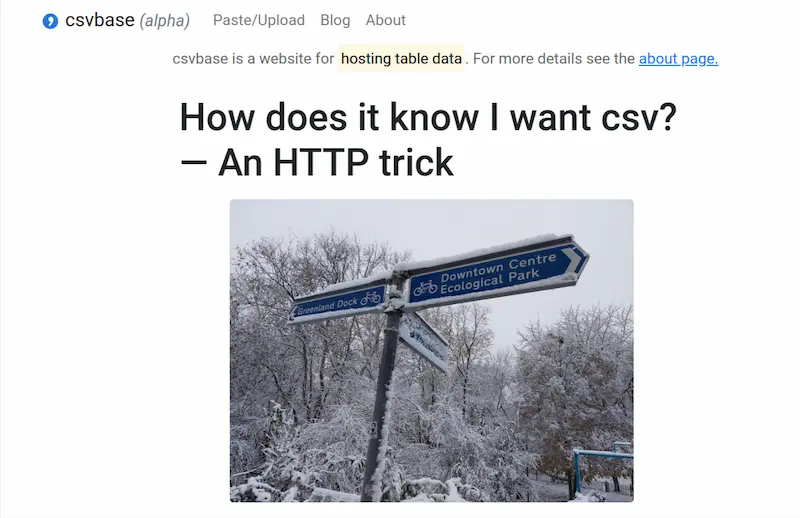 csvbase (alpha) Paste/Upload Blog About
csvbase is a website for hosting table data. For more details see the about page.
How does it know I want csv?
— An HTTP trick
Downtown Centre
Ecological Park
Greenland Dock